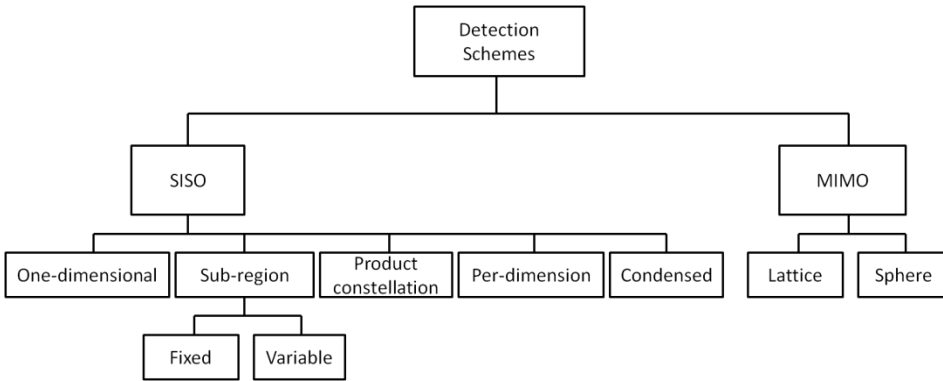 Detection
Schemes
SISO
MIMO
One-dimensional
Sub-region
Product
constellation
Per-dimension
Condensed
Lattice
Sphere
Fixed
Variable